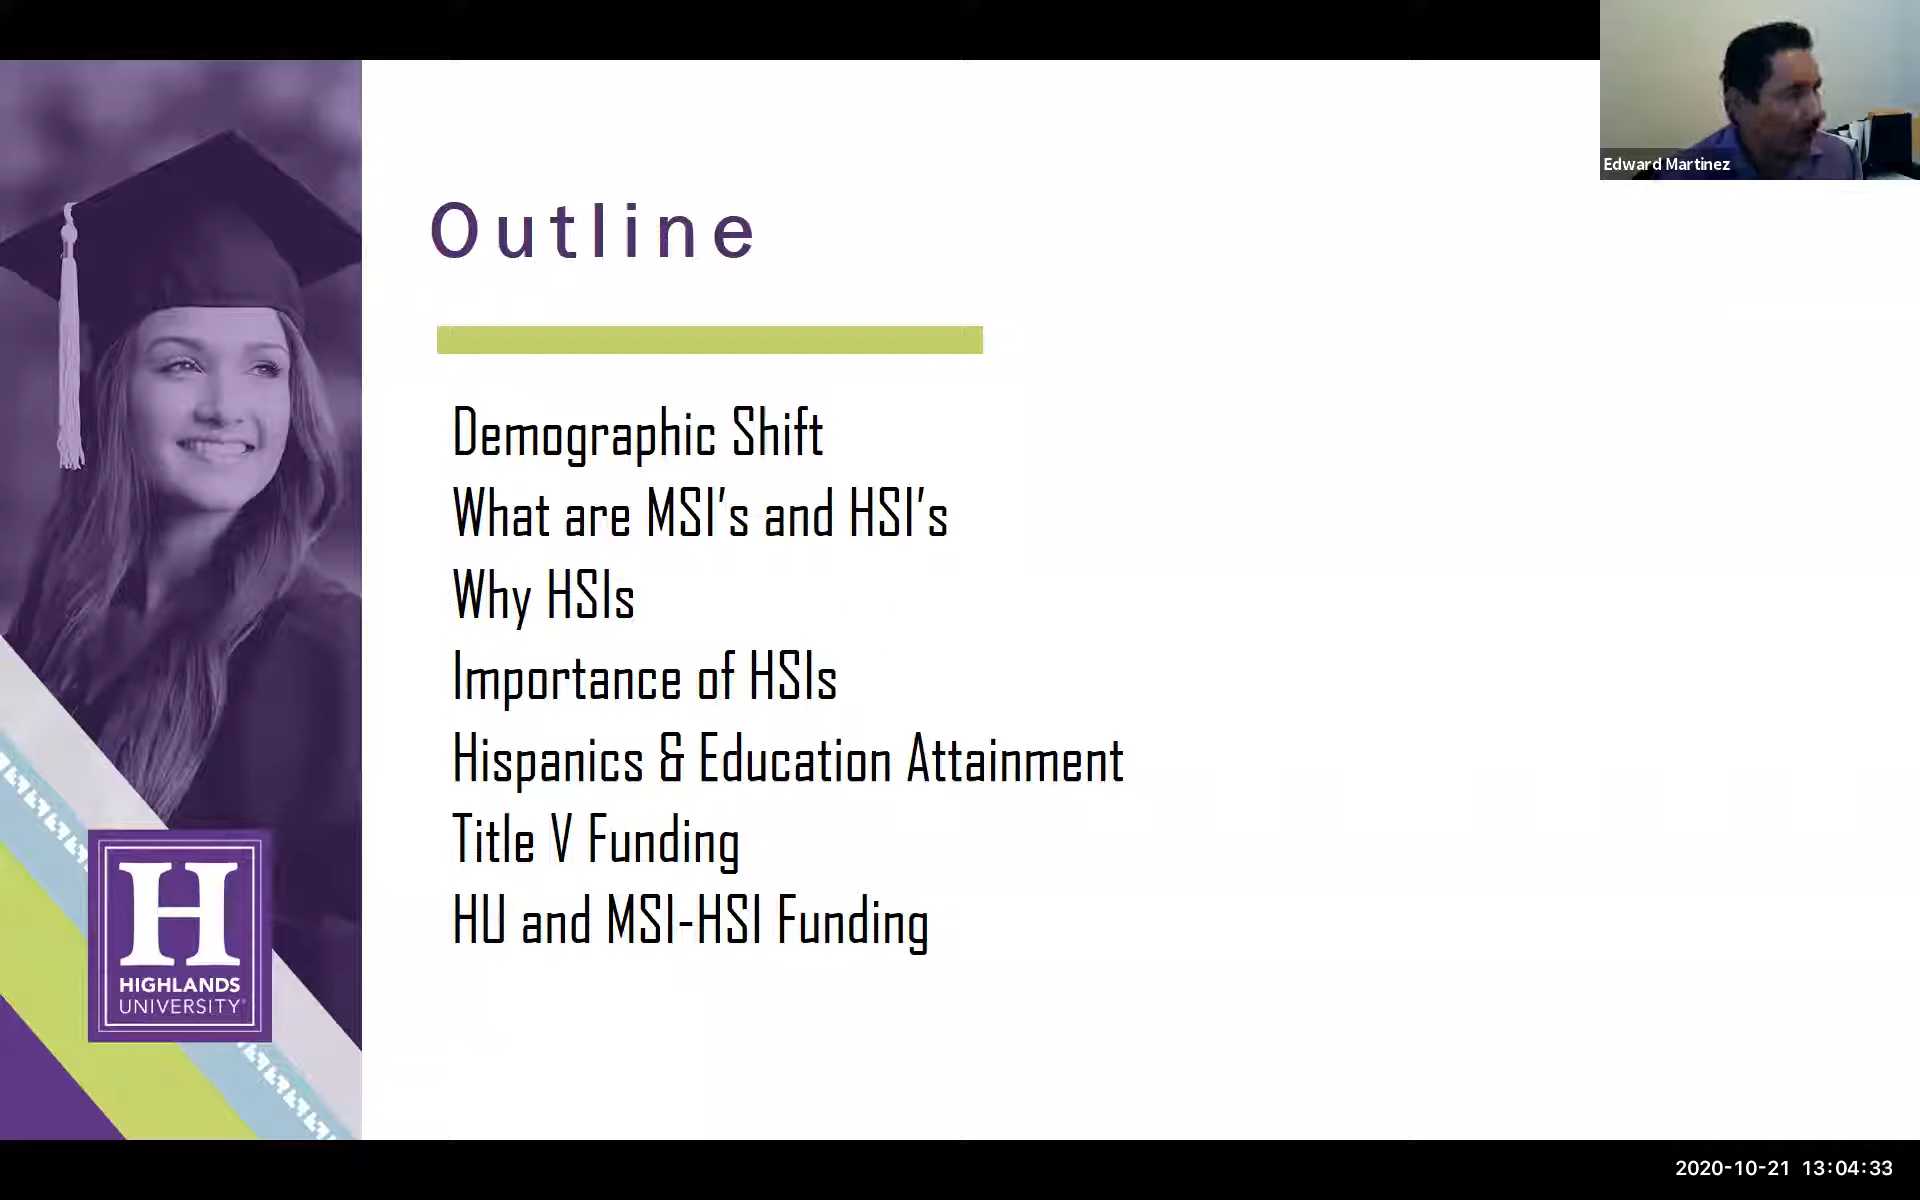 Edward Martinez
Outline
Demographic Shift
What are MSI's and HSI's
Why HSIs
Importance of HSIs
Hispanics & Education Attainment
Title V Funding
HU and MSI-HSI Funding
H
HIGHLANDS
UNIVERSITY
2020-10-21 13:04:33